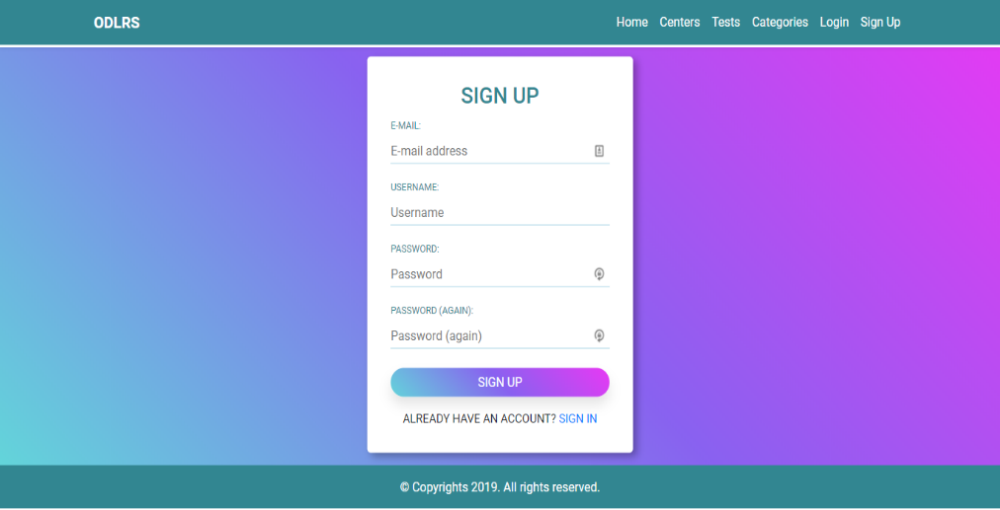 ODLRS
Home Centers Tests Categories Login Sign Up
SIGN UP
E-MAIL:
E-mail address
USERNAME:
Username
PASSWORD:
Password
PASSWORD (AGAIN):
Password (again)
SIGN UP
ALREADY HAVE AN ACCOUNT? SIGN IN
© Copyrights 2019. All rights reserved.